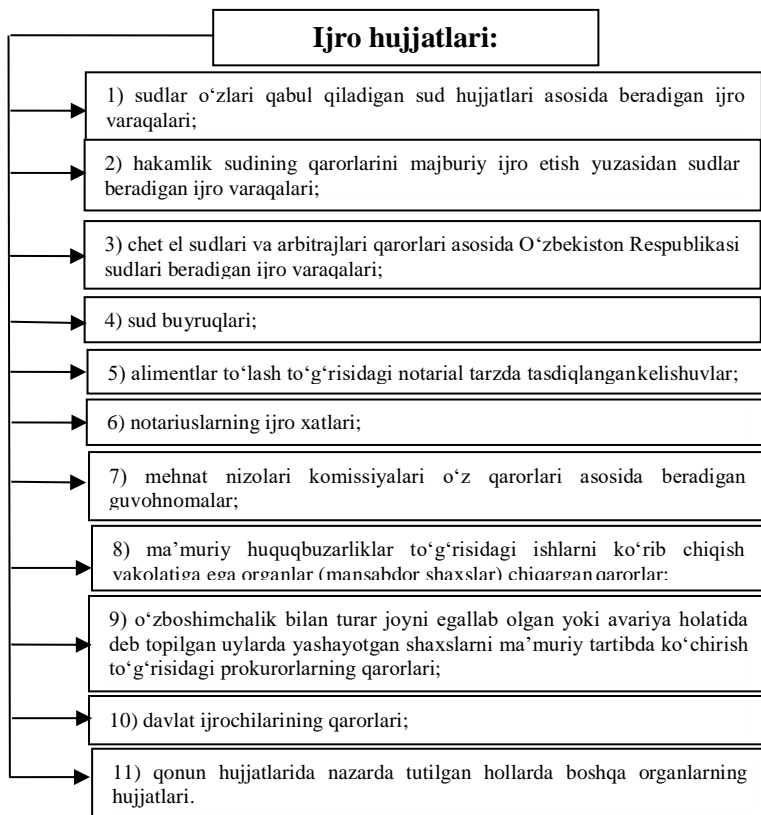 Ijro hujjatlari:
1) sudlar o‘zlari qabul qiladigan sud hujjatlari asosida beradigan ijro
varaqalari;
2) hakamlik sudining qarorlarini majburiy ijro etish yuzasidan sudlar
beradigan ijro varaqalari;
3) chet el sudlari va arbitrajlari qarorlari asosida O‘zbekiston Respublikasi
sudlari beradigan ijro varaqalari;
4) sud buyruqlari;
5) alimentlar to‘lash to‘g‘risidagi notarial tarzda tasdiqlangankelishuvlar;
6) notariuslarning ijro xatlari;
7) mehnat nizolari komissiyalari o‘z qarorlari asosida beradigan
guvohnomalar;
8) ma’muriy huquqbuzarliklar to‘g‘risidagi ishlarni ko‘rib chiqish
vakolatiga ega organlar (mansabdor shaxslar) chiqargan qarorlar;
9) o‘zboshimchalik bilan turar joyni egallab olgan yoki avariya holatida
deb topilgan uylarda yashayotgan shaxslarni ma’muriy tartibda ko‘chirish
to‘g‘risidagi prokurorlarning qarorlari;
10) davlat ijrochilarining qarorlari;
11) qonun hujjatlarida nazarda tutilgan hollarda boshqa organlarning
hujjatlari.